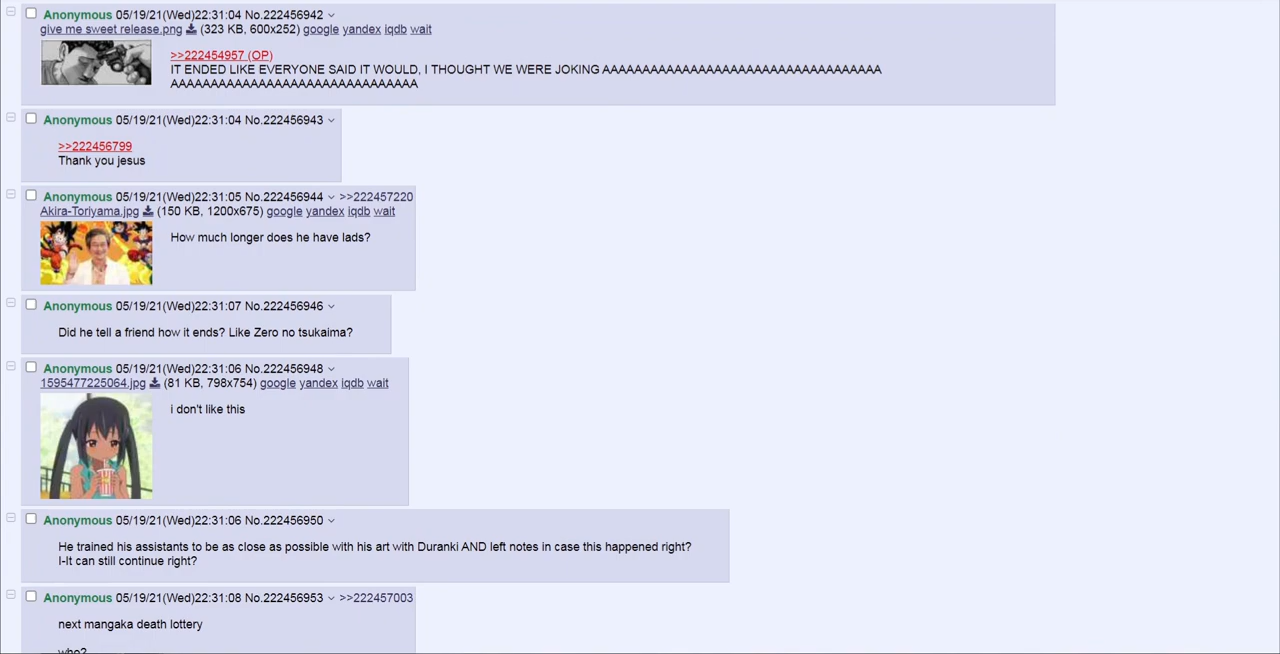 Anonymous 05/19/21(Wed)22:31:04 No.222456942
give me sweet release.png (323 KB, 600x252) google yandex iqdb wait
>>222454957 (OP)
IT ENDED LIKE EVERYONE SAID IT WOULD, I THOUGHT WE WERE JOKING AAAAAAAAAAAAAAAAAAAAAAAAAAAAAAAAAAA
AAAAAAAAAAAAAAAAAAAAAAAAAAAAAAA
Anonymous 05/19/21(Wed)22:31:04 No.222456943
>>222456799
Thank you jesus
Anonymous 05/19/21(Wed)22:31:05 No.222456944 >>222457220
Akira-Toriyama.jpg (150 KB, 1200x675) google yandex iqdb wait
How much longer does he have lads?
Anonymous 05/19/21(Wed)22:31:07 No.222456946
Did he tell a friend how it ends? Like Zero no tsukaima?
Anonymous 05/19/21(Wed)22:31:06 No.222456948
1595477225064.jpg (81 KB, 798x754) google yandex iqdb wait
i don't like this
Anonymous 05/19/21(Wed)22:31:06 No.222456950
He trained his assistants to be as close as possible with his art with Duranki AND left notes in case this happened right?
I-It can still continue right?
Anonymous 05/19/21(Wed)22:31:08 No.222456953 >>222457003
next mangaka death lottery
who?